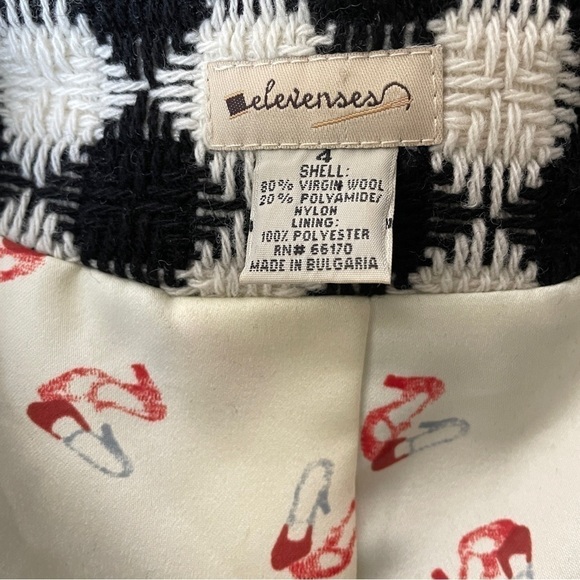 elevenses
4
SHELL:
80% VIRGIN WOOL
20% POLYAMIDE/
NYLON
LINING:
100% POLYESTER
RN# 66170
MADE IN BULGARIA